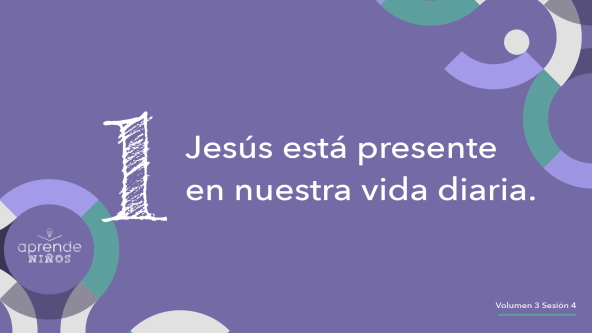 1
Jesús está presente
en nuestra vida diaria.
aprende
NIÑOS
Volumen 3 Sesión 4